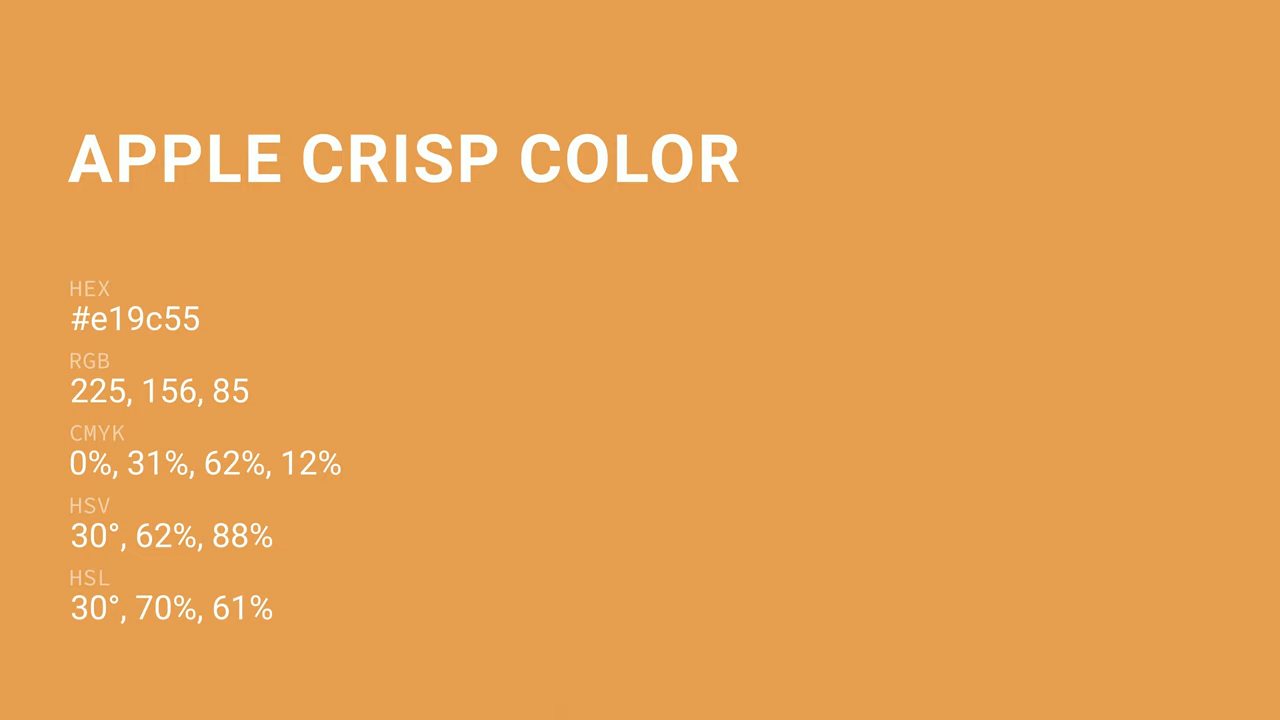 APPLE CRISP COLOR
HEX
#e19c55
RGB
225, 156, 85
CMYK
0%, 31%, 62%, 12%
HSV
30°, 62%, 88%
HSL
30°, 70%, 61%